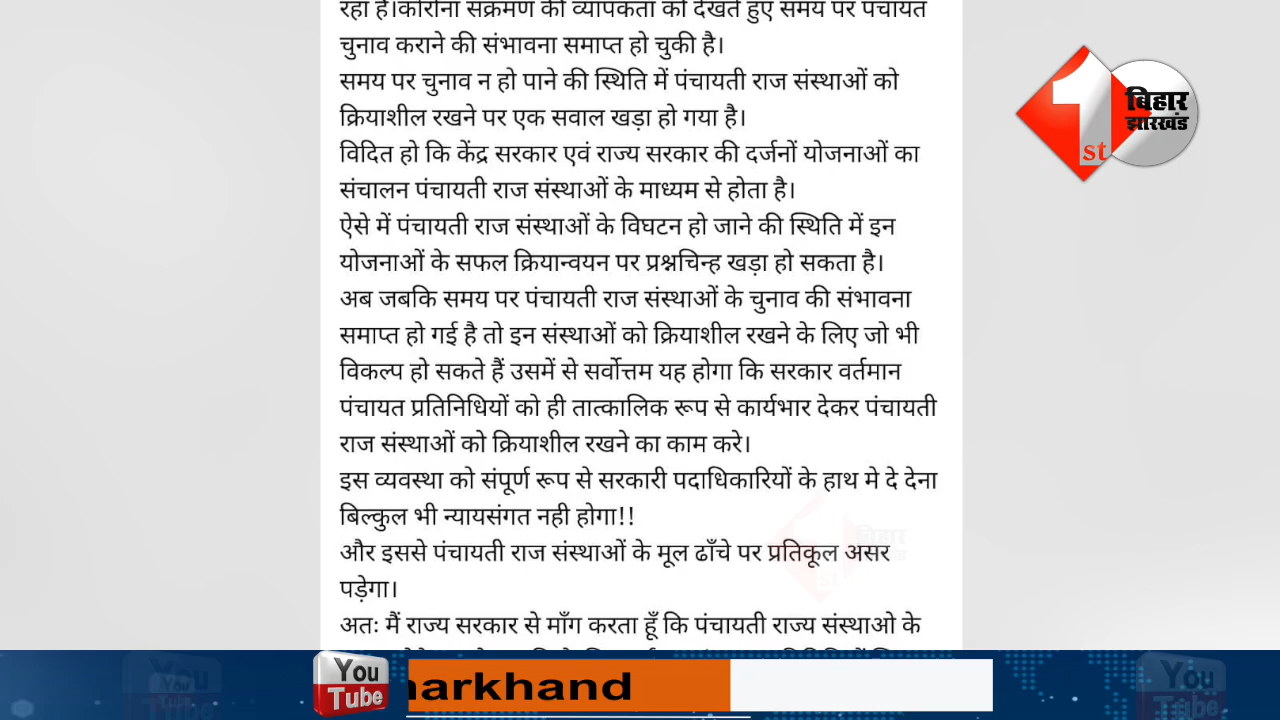 रहा है।कोरोना संक्रमण की व्यापकता को देखते हुए समय पर पंचायत
चुनाव कराने की संभावना समाप्त हो चुकी है।
समय पर चुनाव न हो पाने की स्थिति में पंचायती राज संस्थाओं को
क्रियाशील रखने पर एक सवाल खड़ा हो गया है।
विदित हो कि केंद्र सरकार एवं राज्य सरकार की दर्जनों योजनाओं का
संचालन पंचायती राज संस्थाओं के माध्यम से होता है।
ऐसे में पंचायती राज संस्थाओं के विघटन हो जाने की स्थिति में इन
योजनाओं के सफल क्रियान्वयन पर प्रश्नचिन्ह खड़ा हो सकता है।
अब जबकि समय पर पंचायती राज संस्थाओं के चुनाव की संभावना
समाप्त हो गई है तो इन संस्थाओं को क्रियाशील रखने के लिए जो भी
विकल्प हो सकते हैं उसमें से सर्वोत्तम यह होगा कि सरकार वर्तमान
पंचायत प्रतिनिधियों को ही तात्कालिक रूप से कार्यभार देकर पंचायती
राज संस्थाओं को क्रियाशील रखने का काम करे।
इस व्यवस्था को संपूर्ण रूप से सरकारी पदाधिकारियों के हाथ मे दे देना
बिल्कुल भी न्यायसंगत नही होगा!!
और इससे पंचायती राज संस्थाओं के मूल ढाँचे पर प्रतिकूल असर
पड़ेगा।
अतः मैं राज्य सरकार से माँग करता हूँ कि पंचायती राज्य संस्थाओ के
1st बिहार
झारखंड
You
Tube
harkhand